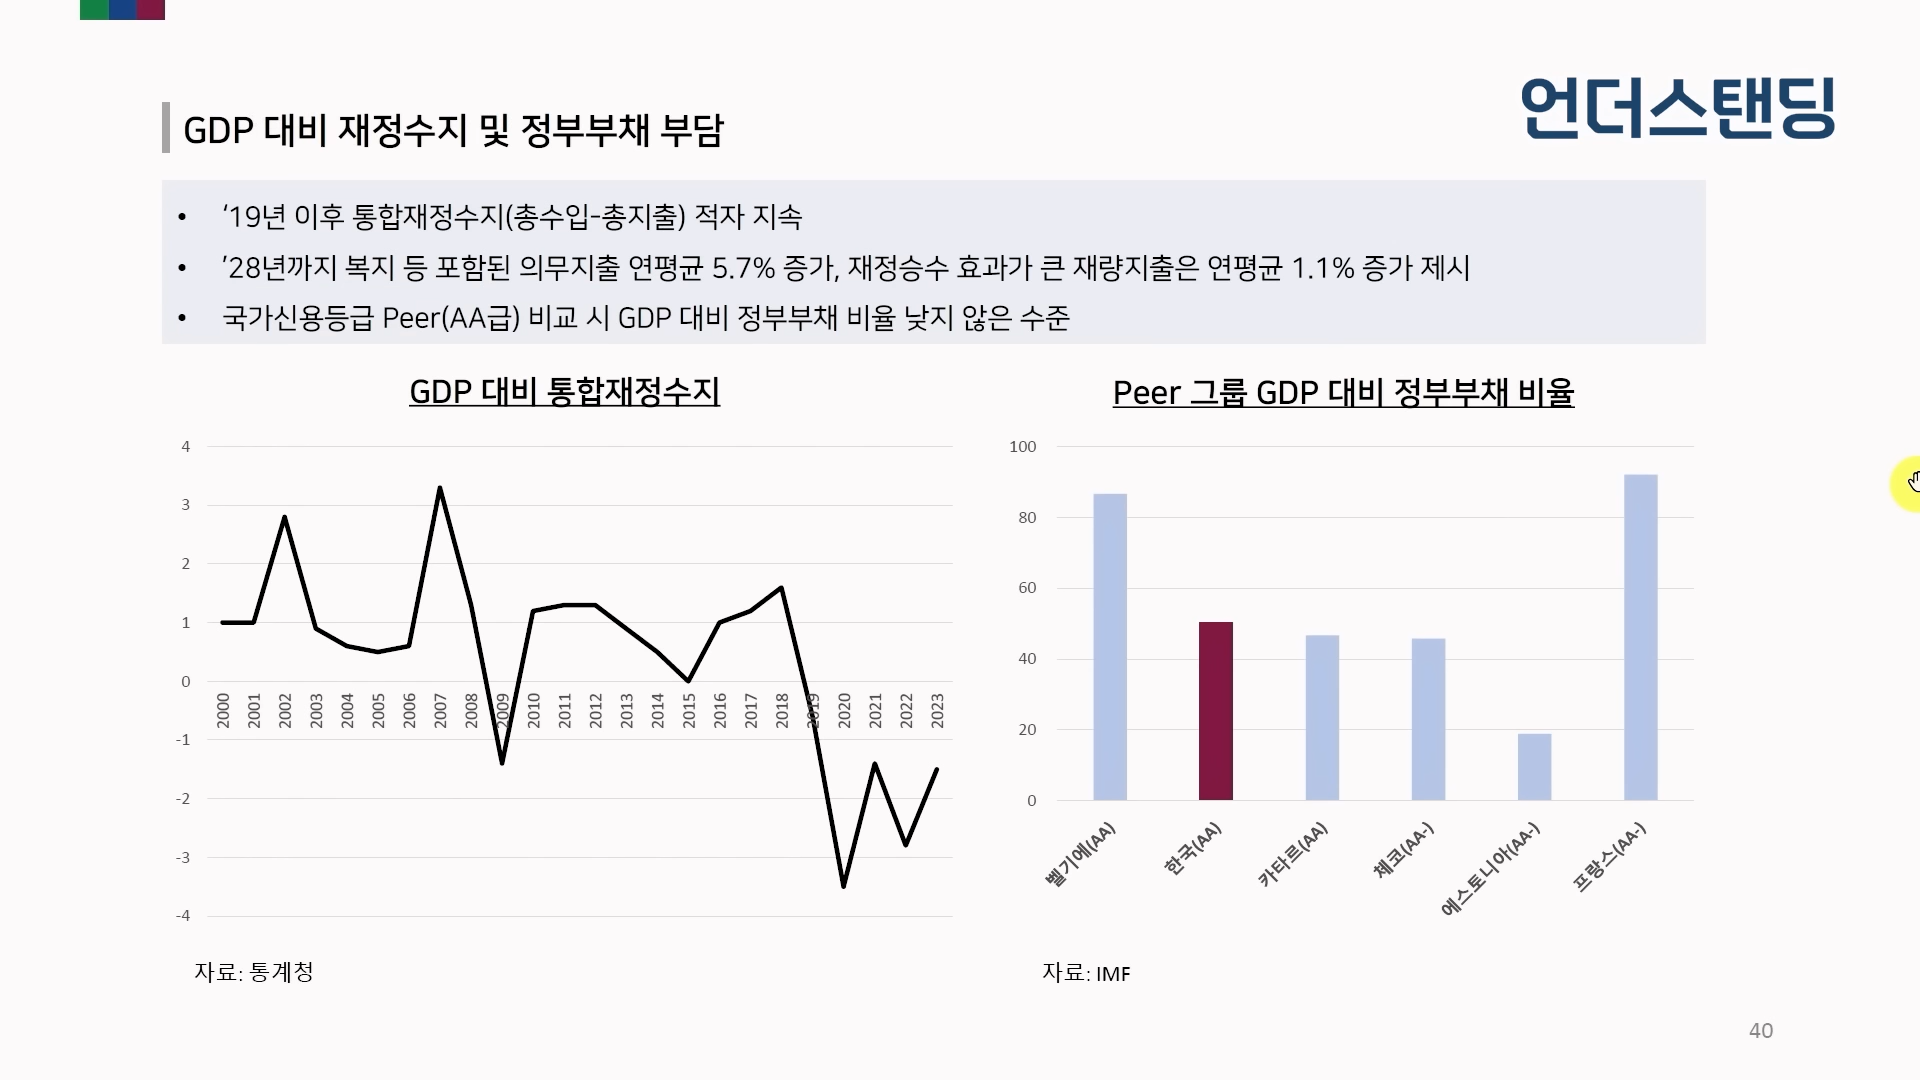 언더스탠딩
GDP 대비 재정수지 및 정부부채 부담
• ‘19년 이후 통합재정수지(총수입-총지출) 적자 지속
• ’28년까지 복지 등 포함된 의무지출 연평균 5.7% 증가, 재정승수 효과가 큰 재량지출은 연평균 1.1% 증가 제시
• 국가신용등급 Peer(AA급) 비교 시 GDP 대비 정부부채 비율 낮지 않은 수준
GDP 대비 통합재정수지
4
3
2
1
0
-1
-2
-3
-4
2000 2001 2002 2003 2004 2005 2006 2007 2008 2009 2010 2011 2012 2013 2014 2015 2016 2017 2018 2019 2020 2021 2022 2023
자료: 통계청
Peer 그룹 GDP 대비 정부부채 비율
100
80
60
40
20
0
벨기에(AA) 한국(AA) 카타르(AA) 체코(AA-) 에스토니아(AA-) 프랑스(AA-)
자료: IMF
40